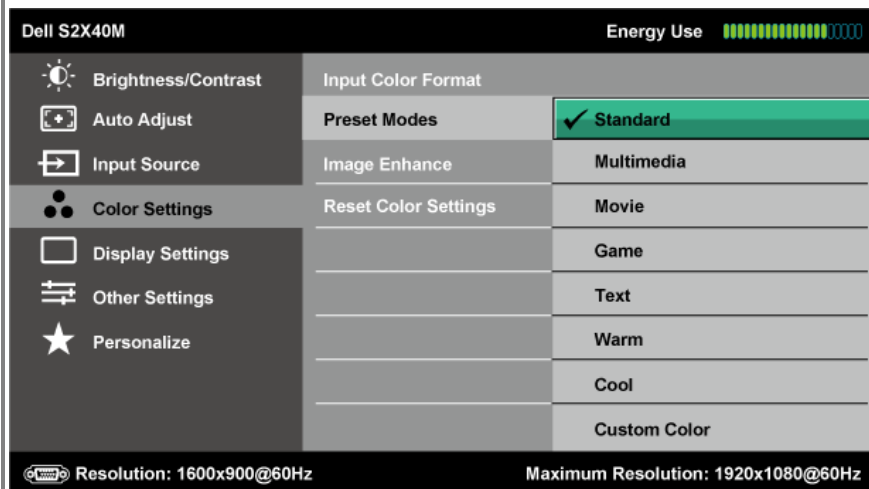 Dell S2X40M Energy Use
Brightness/Contrast Input Color Format
Auto Adjust Preset Modes Standard
Input Source Image Enhance Multimedia
Color Settings Reset Color Settings Movie
Display Settings Game
Other Settings Text
Personalize Warm
Cool
Custom Color
Resolution: 1600x900@60Hz Maximum Resolution: 1920x1080@60Hz